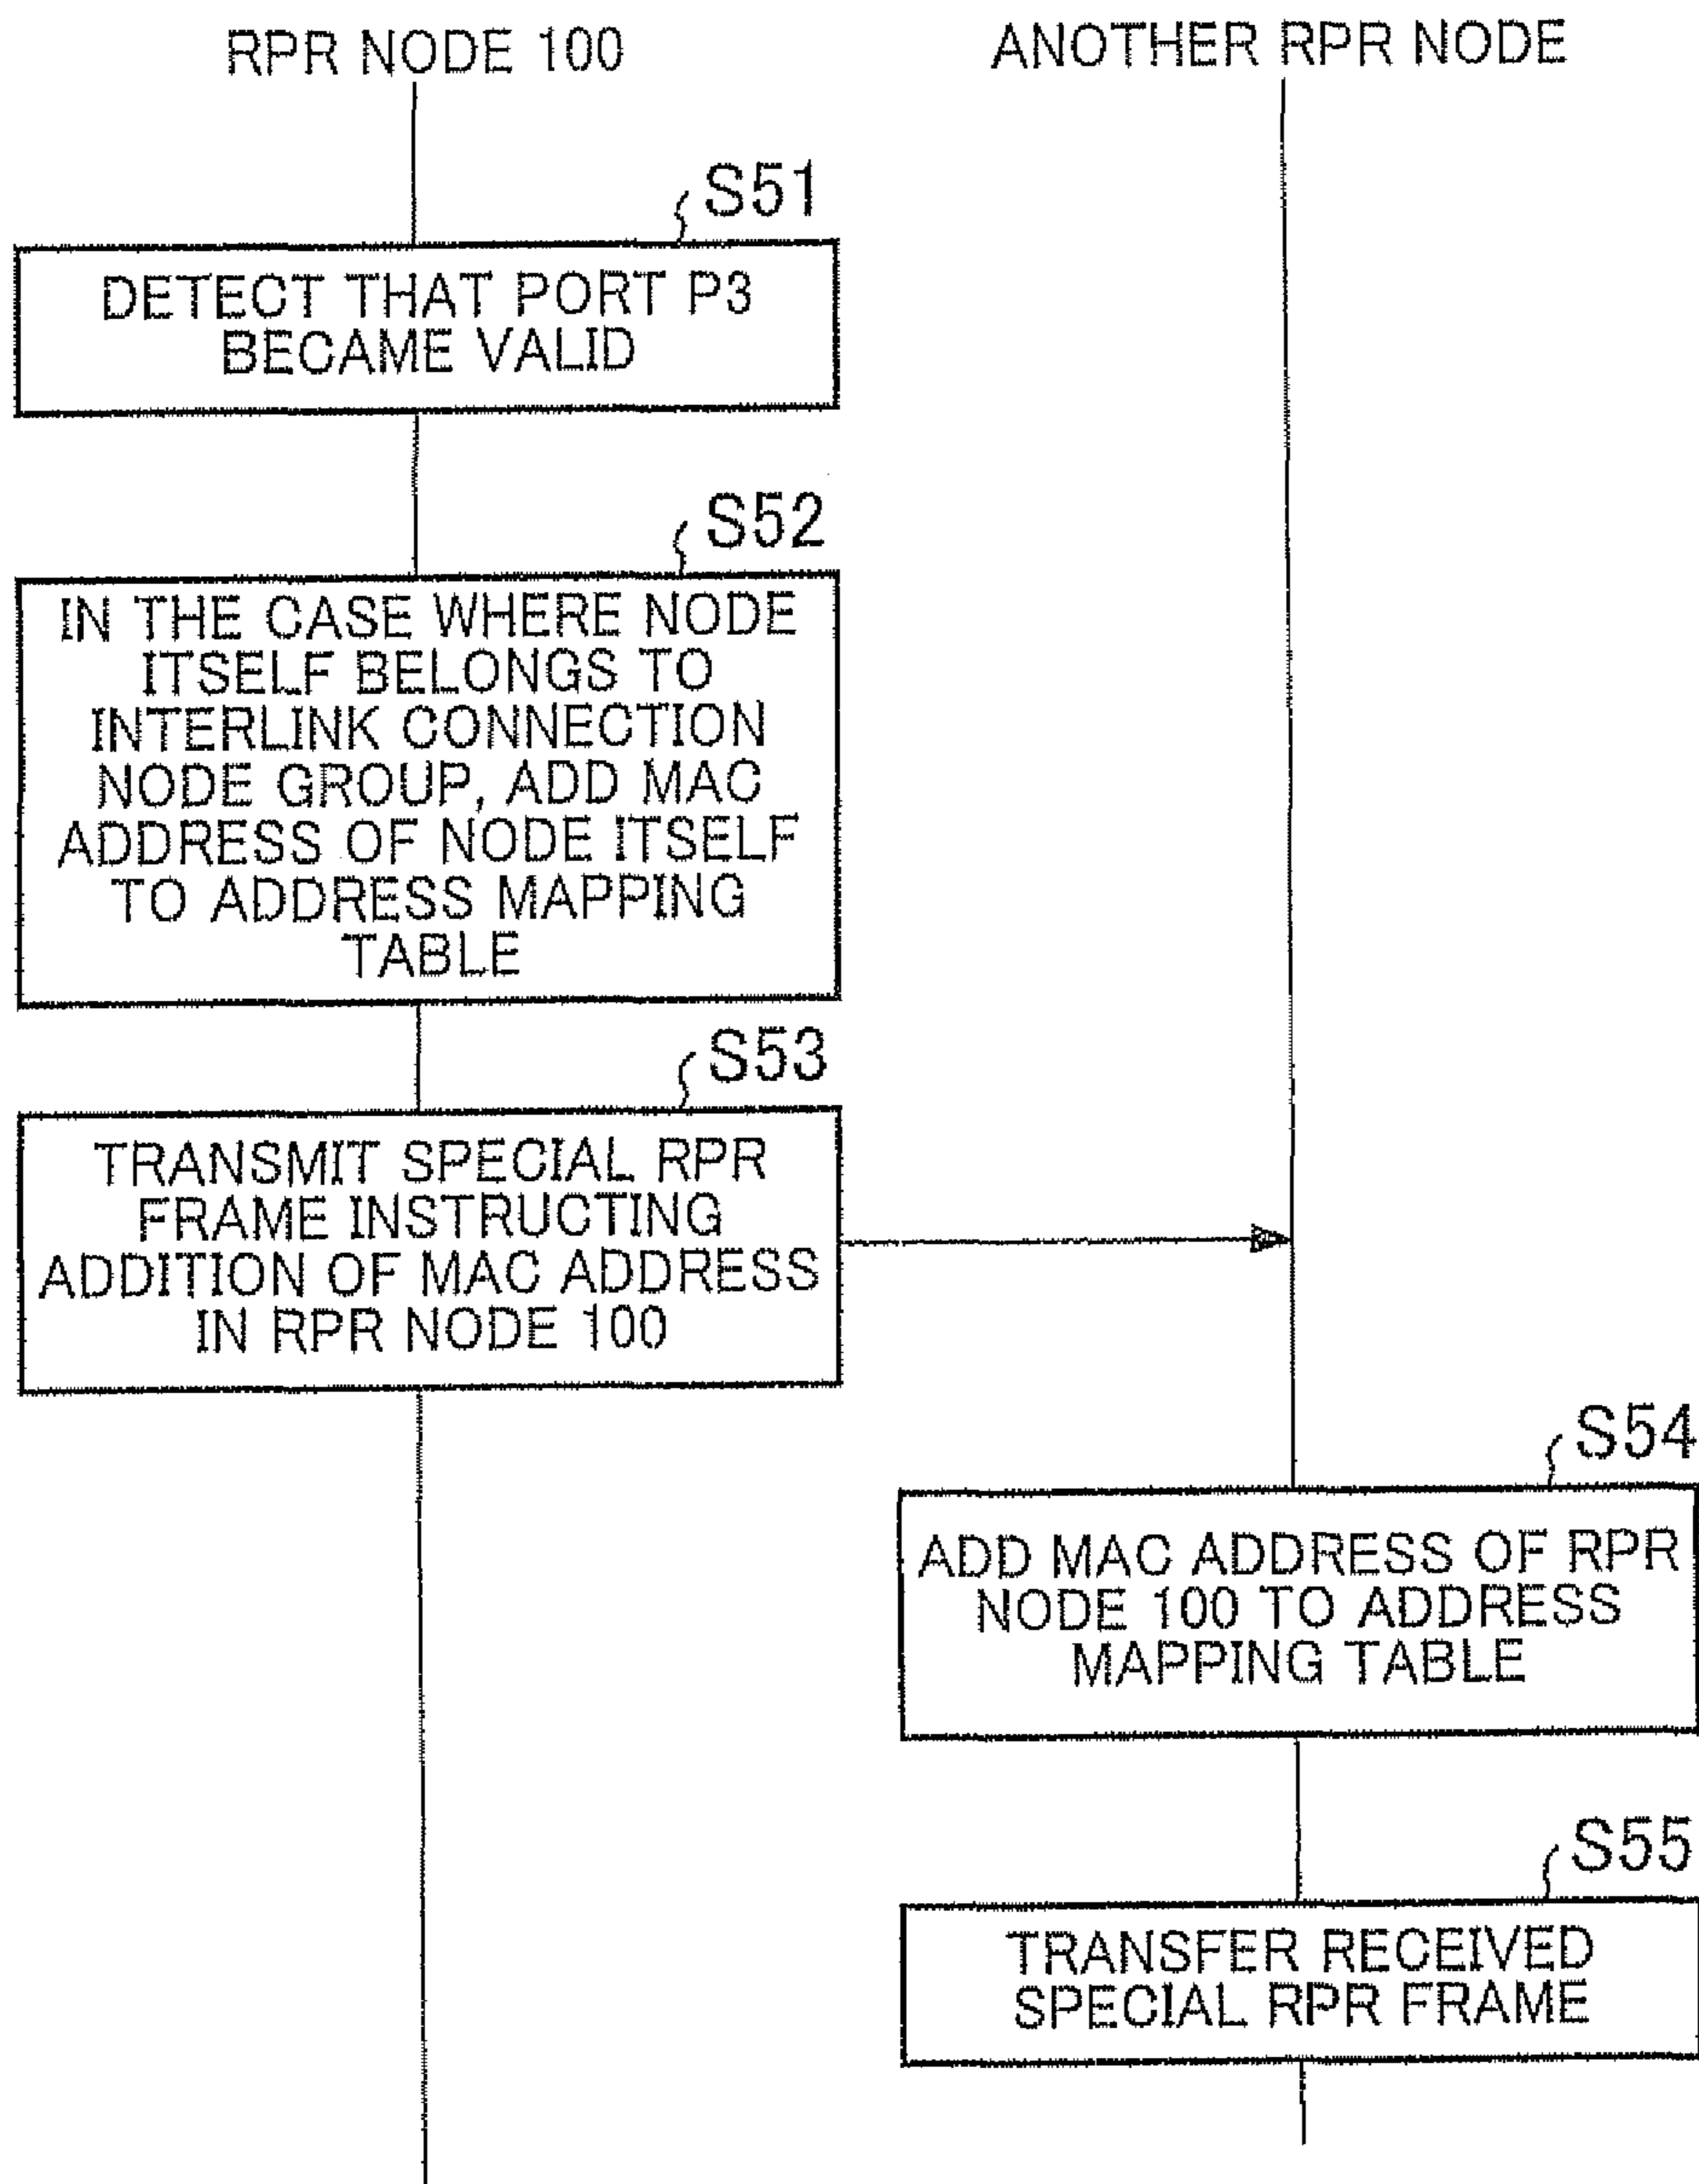 RPR NODE 100
ANOTHER RPR NODE
S51
DETECT THAT PORT P3
BECAME VALID
S52
IN THE CASE WHERE NODE
ITSELF BELONGS TO
INTERLINK CONNECTION
NODE GROUP, ADD MAC
ADDRESS OF NODE ITSELF
TO ADDRESS MAPPING
TABLE
S53
TRANSMIT SPECIAL RPR
FRAME INSTRUCTING
ADDITION OF MAC ADDRESS
IN RPR NODE 100
S54
ADD MAC ADDRESS OF RPR
NODE 100 TO ADDRESS
MAPPING TABLE
S55
TRANSFER RECEIVED
SPECIAL RPR FRAME